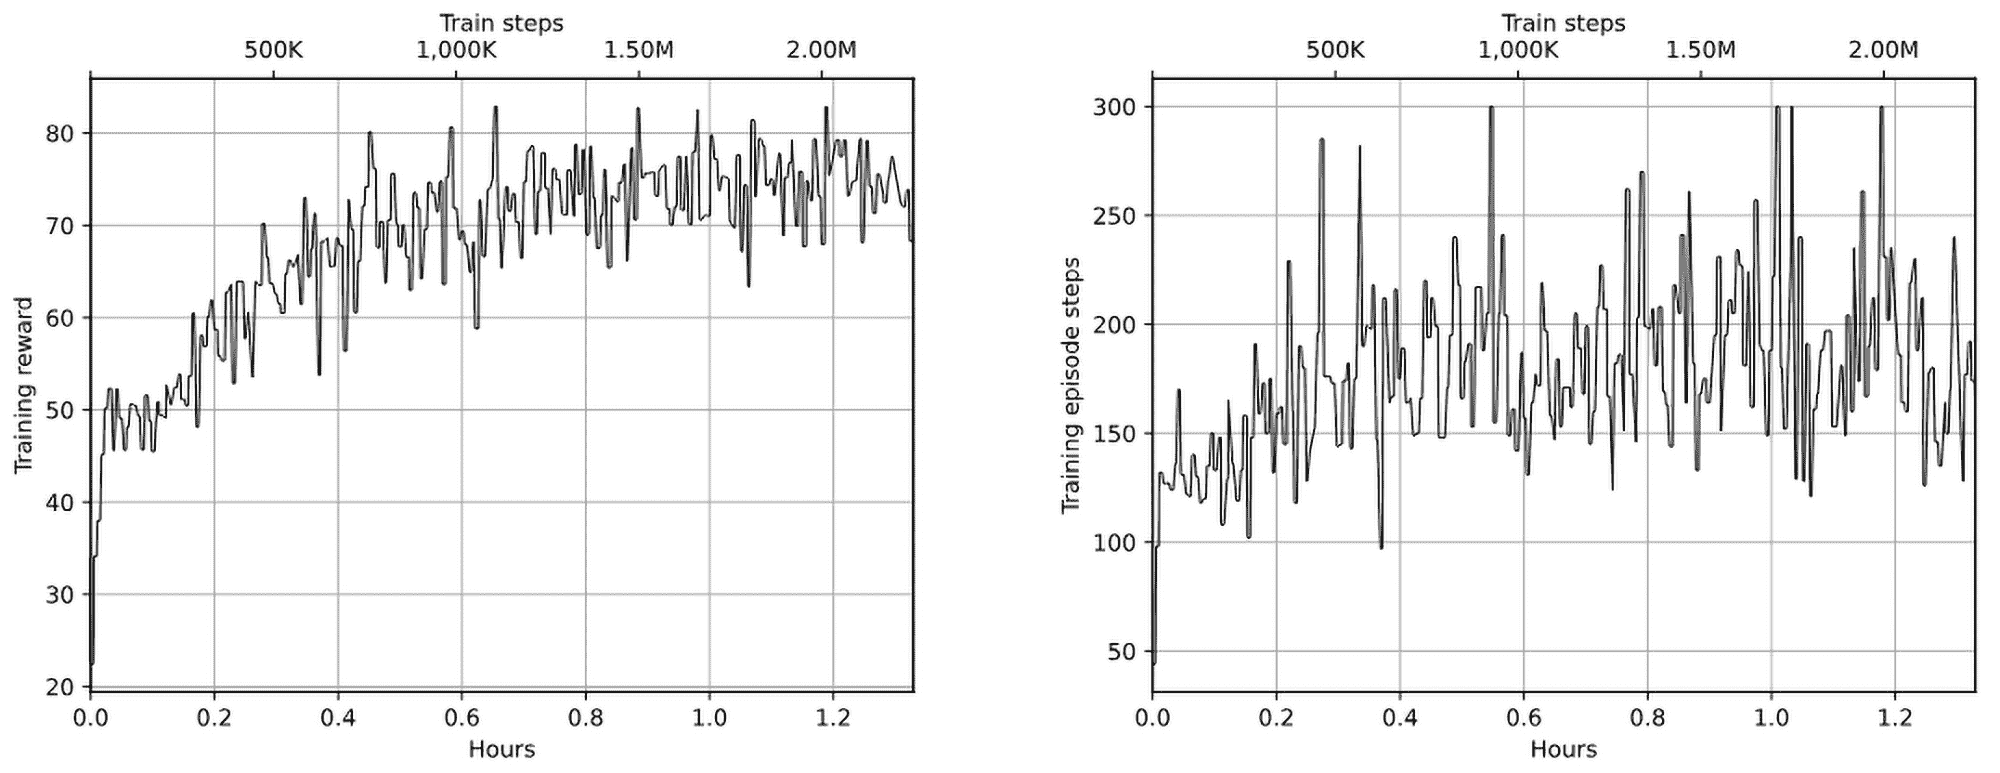 Train steps
500K 1,000K 1.50M 2.00M
80
70
60
50
40
30
20
Training reward
0.0 0.2 0.4 0.6 0.8 1.0 1.2
Hours
Train steps
500K 1,000K 1.50M 2.00M
300
250
200
150
100
50
Training episode steps
0.0 0.2 0.4 0.6 0.8 1.0 1.2
Hours